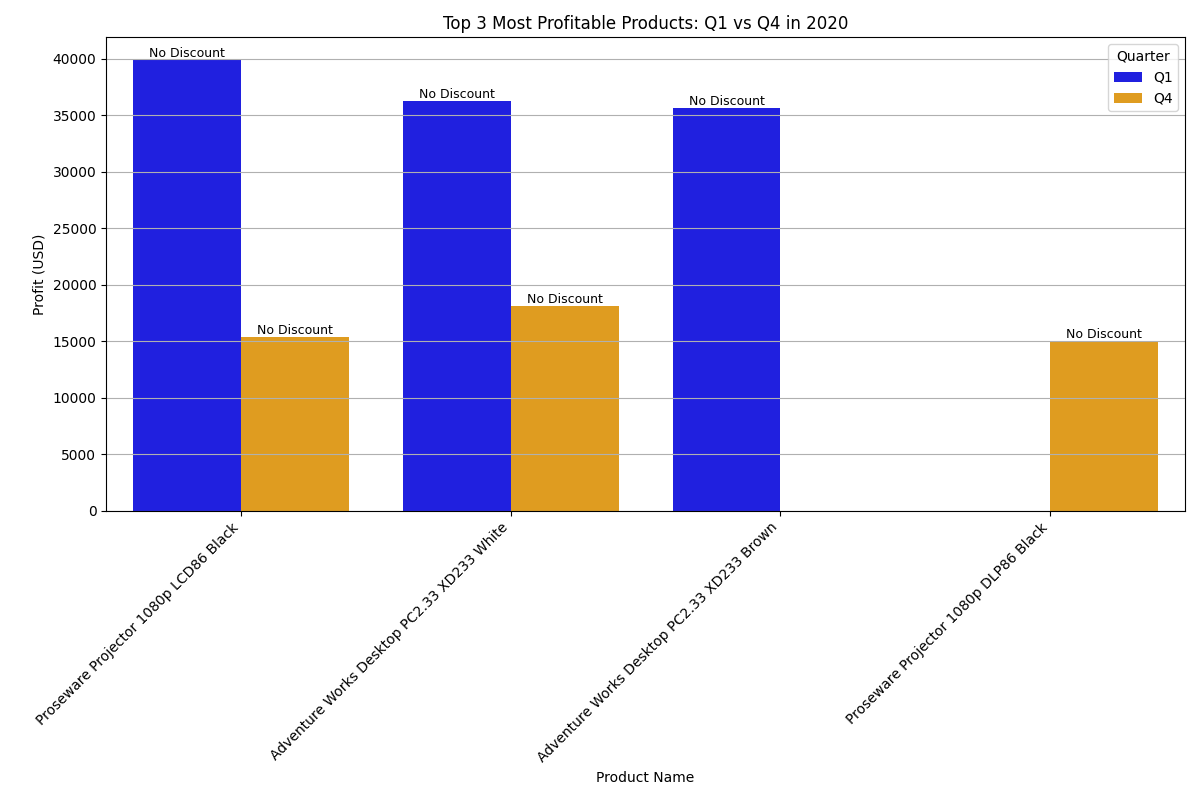 Top 3 Most Profitable Products: Q1 vs Q4 in 2020
Quarter
Q1
Q4
No Discount
No Discount
No Discount
No Discount
No Discount
No Discount
Profit (USD)
40000
35000
30000
25000
20000
15000
10000
5000
0
Proseware Projector 1080p LCD86 Black
Adventure Works Desktop PC2.33 XD233 White
Adventure Works Desktop PC2.33 XD233 Brown
Proseware Projector 1080p DLP86 Black
Product Name